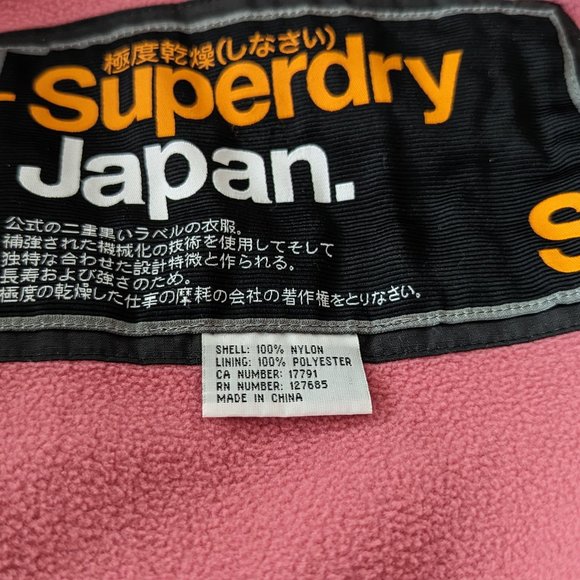 極度乾燥(しなさい)
Superdry
Japan.
公式の二重黒いラベルの衣服。
補強された機械化の技術を使用してそして
独特な合わせた設計特徴と作られる。
長寿および強さのため。
極度の乾燥した仕事の摩耗の会社の著作権をとりなさい。
S
SHELL: 100% NYLON
LINING: 100% POLYESTER
CA NUMBER: 17791
RN NUMBER: 127685
MADE IN CHINA